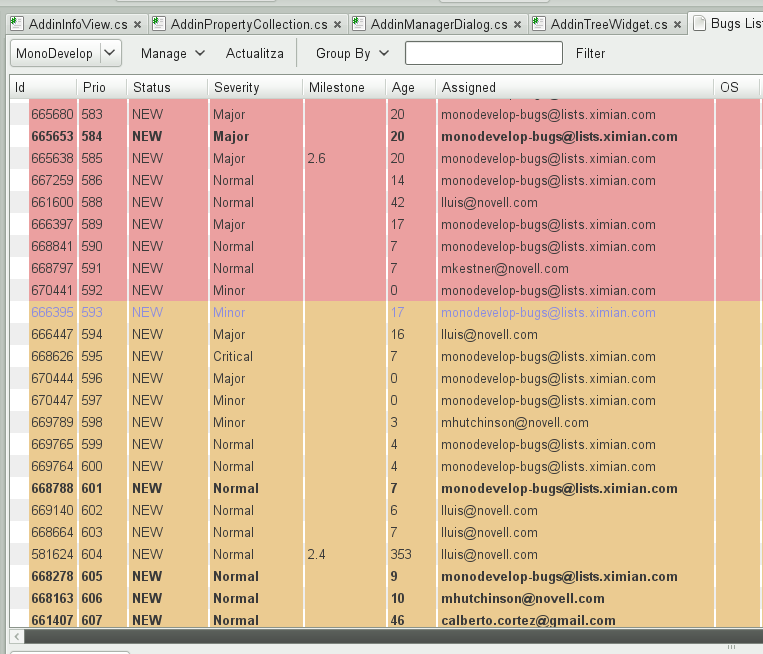 AddinInfoView.cs AddinPropertyCollection.cs AddinManagerDialog.cs AddinTreeWidget.cs Bugs List
MonoDevelop Manage Actualitza Group By Filter
Id Prio Status Severity Milestone Age Assigned OS
665680 583 NEW Major 20 monodevelop-bugs@lists.ximian.com
665653 584 NEW Major 20 monodevelop-bugs@lists.ximian.com
665638 585 NEW Major 2.6 20 monodevelop-bugs@lists.ximian.com
667259 586 NEW Normal 14 monodevelop-bugs@lists.ximian.com
661600 588 NEW Normal 42 lluis@novell.com
666397 589 NEW Major 17 monodevelop-bugs@lists.ximian.com
668841 590 NEW Normal 7 monodevelop-bugs@lists.ximian.com
668797 591 NEW Normal 7 mkestner@novell.com
670441 592 NEW Minor 0 monodevelop-bugs@lists.ximian.com
666395 593 NEW Minor 17 monodevelop-bugs@lists.ximian.com
666447 594 NEW Major 16 lluis@novell.com
668626 595 NEW Critical 7 monodevelop-bugs@lists.ximian.com
670444 596 NEW Major 0 monodevelop-bugs@lists.ximian.com
670447 597 NEW Minor 0 monodevelop-bugs@lists.ximian.com
669789 598 NEW Minor 3 mhutchinson@novell.com
669765 599 NEW Normal 4 monodevelop-bugs@lists.ximian.com
669764 600 NEW Normal 4 monodevelop-bugs@lists.ximian.com
668788 601 NEW Normal 7 monodevelop-bugs@lists.ximian.com
669140 602 NEW Normal 6 lluis@novell.com
668664 603 NEW Normal 7 lluis@novell.com
581624 604 NEW Normal 2.4 353 lluis@novell.com
668278 605 NEW Normal 9 monodevelop-bugs@lists.ximian.com
668163 606 NEW Normal 10 mhutchinson@novell.com
661407 607 NEW Normal 46 calberto.cortez@gmail.com